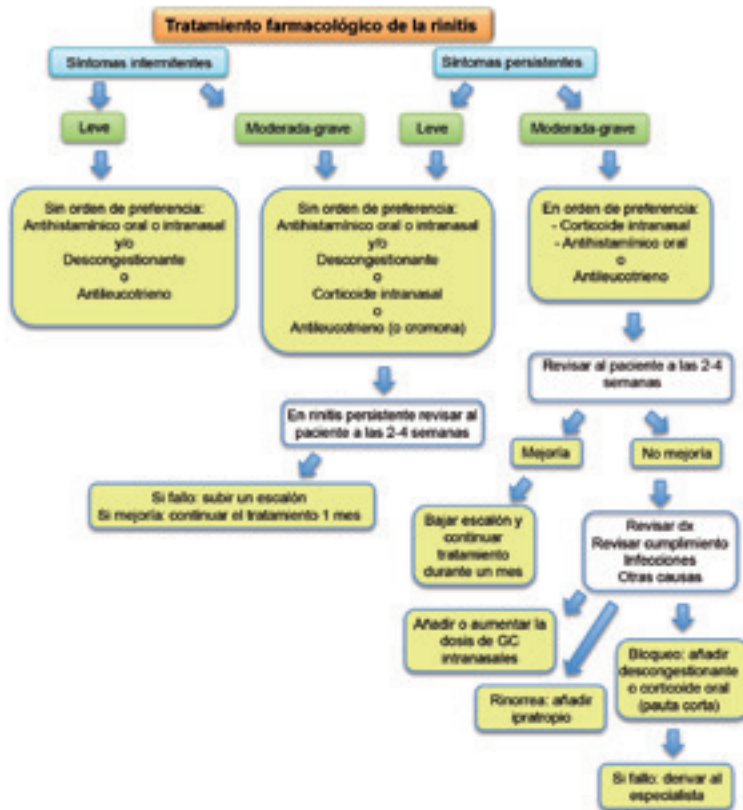 Tratamiento farmacológico de la rinitis
Síntomas intermitentes
Síntomas persistentes
Leve
Moderada-grave
Leve
Moderada-grave
Sin orden de preferencia:
Antihistamínico oral o intranasal
y/o
Descongestionante
o
Antileucotrieno
Sin orden de preferencia:
Antihistamínico oral o intranasal
y/o
Descongestionante
o
Corticoide intranasal
o
Antileucotrieno (o cromona)
En orden de preferencia:
- Corticoide intranasal
- Antihistamínico oral
o
Antileucotrieno
En rinitis persistente revisar al
paciente a las 2-4 semanas
Si fallo: subir un escalón
Si mejoría: continuar el tratamiento 1 mes
Revisar al paciente a las 2-4
semanas
Mejoría
No mejoría
Bajar escalón y
continuar
tratamiento
durante un mes
Revisar dx
Revisar cumplimiento
Infecciones
Otras causas
Añadir o aumentar la
dosis de GC
intranasales
Rinorrea: añadir
ipratropio
Bloqueo: añadir
descongestionante
o corticoide oral
(pauta corta)
Si fallo: derivar al
especialista